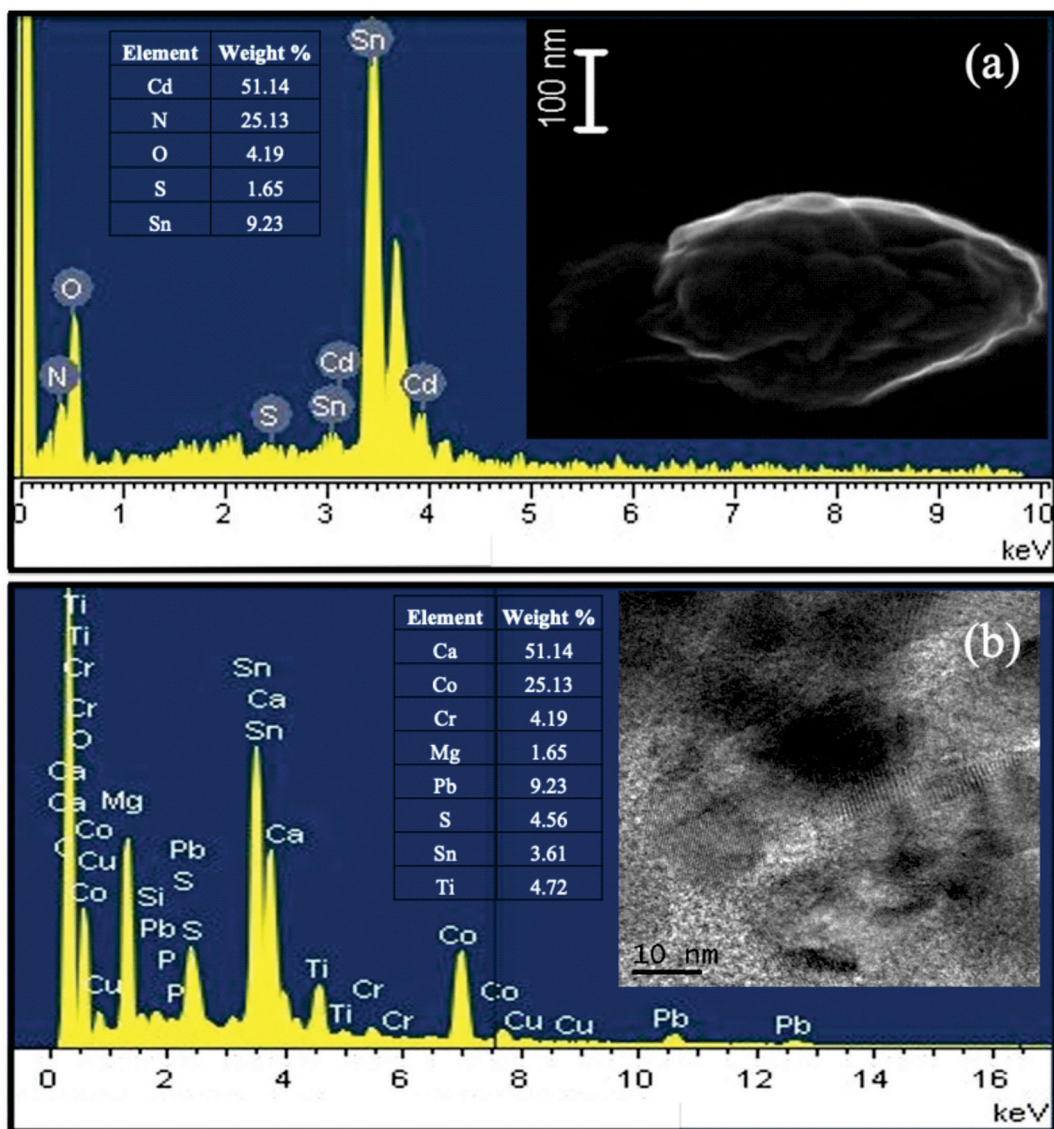 Element Weight %
Cd 51.14
N 25.13
O 4.19
S 1.65
Sn 9.23
Sn
(a)
100 nm
O
N
S
Cd
Sn
Cd
0 1 2 3 4 5 6 7 8 9 10
keV
Element Weight %
Ca 51.14
Co 25.13
Cr 4.19
Mg 1.65
Pb 9.23
S 4.56
Sn 3.61
Ti 4.72
(b)
10 nm
Ti
Ti
Cr
Cr
O
Ca
Ca
Co
Cu
Co
Cu
Mg
Si
Pb
P
P
Pb
S
S
Sn
Ca
Sn
Ca
Ti
Ti
Cr
Cr
Co
Co
Cu
Cu
Pb
Pb
0 2 4 6 8 10 12 14 16
keV